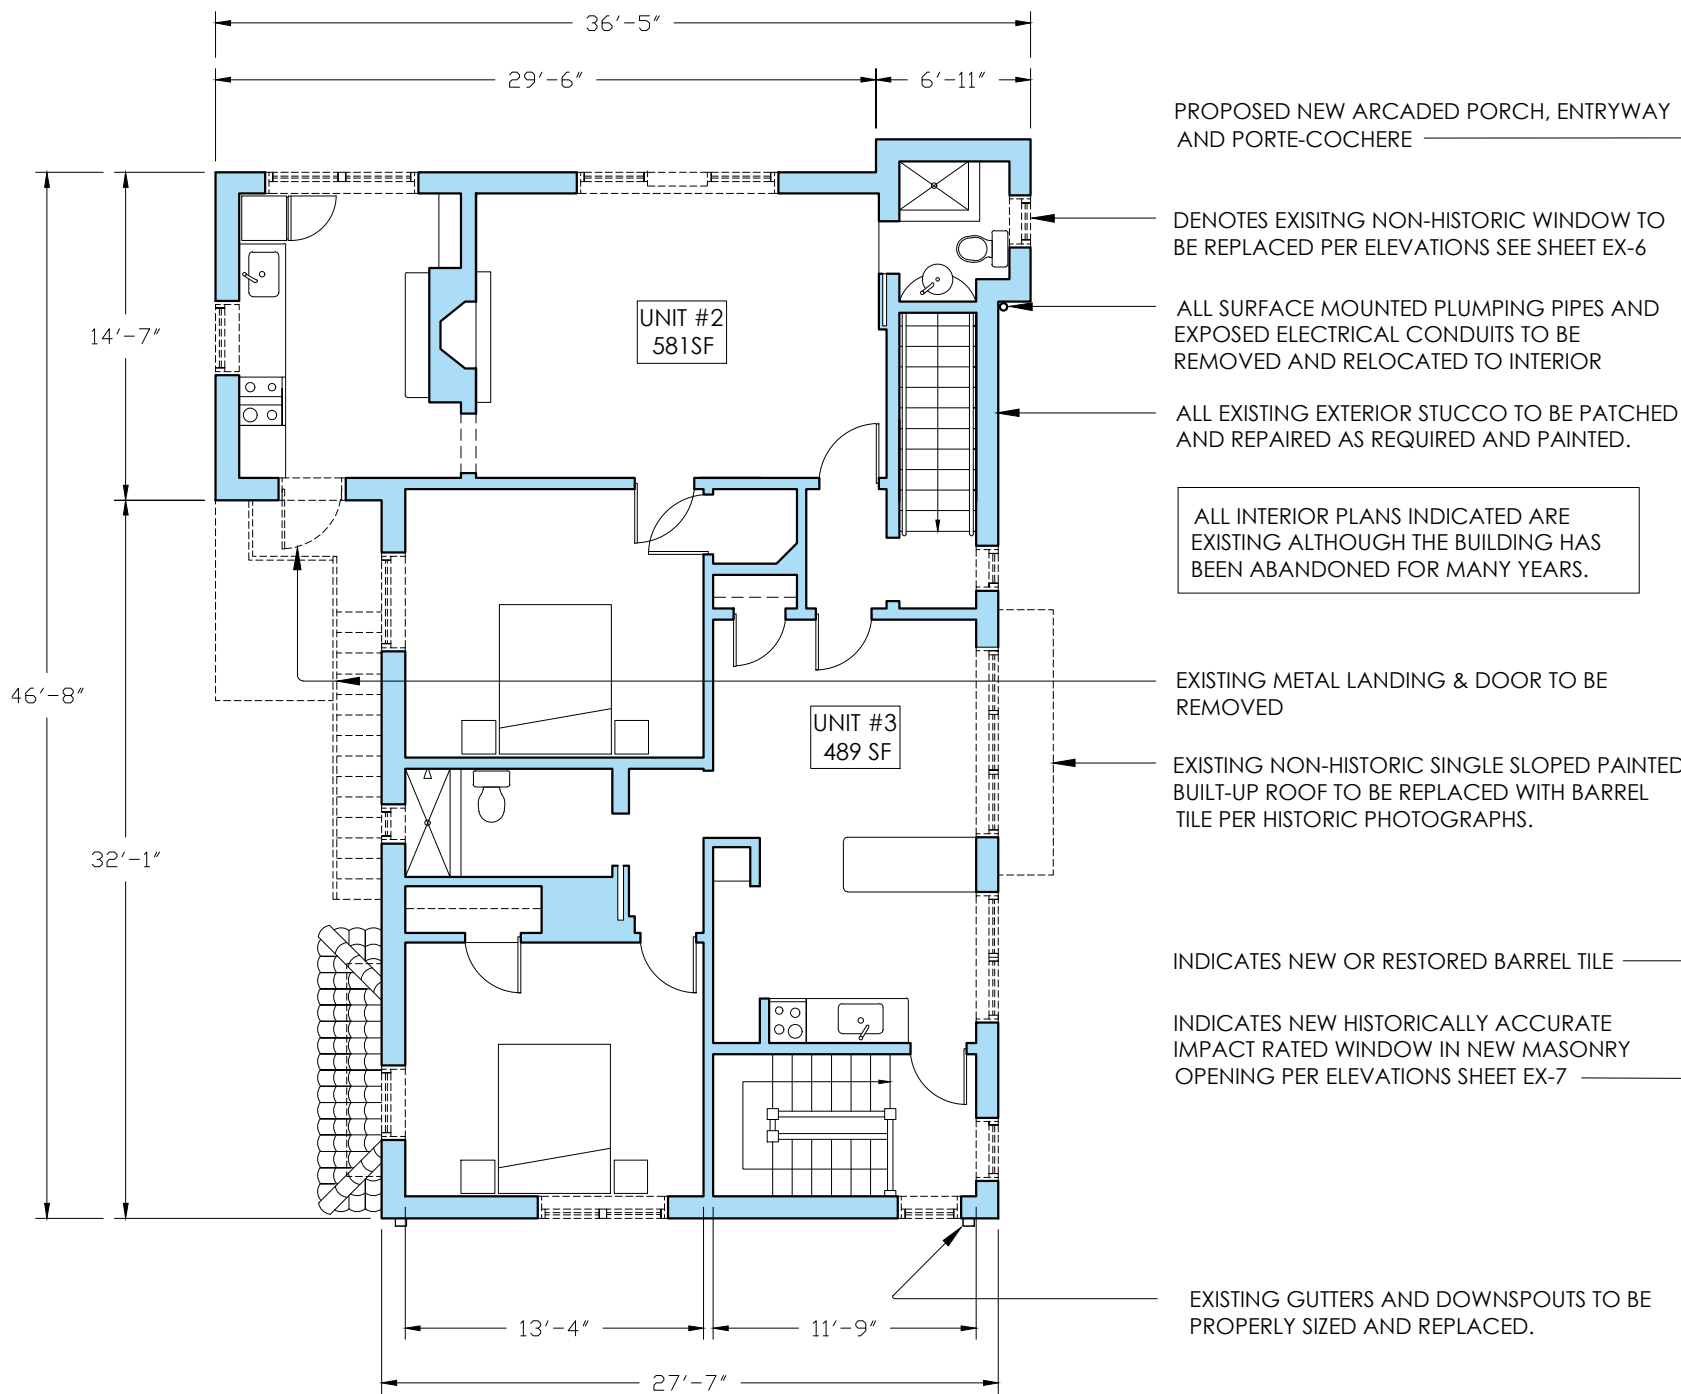 36'-5"
29'-6"
6'-11"
PROPOSED NEW ARCADED PORCH, ENTRYWAY
AND PORTE-COCHERE
DENOTES EXISITNG NON-HISTORIC WINDOW TO
BE REPLACED PER ELEVATIONS SEE SHEET EX-6
ALL SURFACE MOUNTED PLUMPING PIPES AND
EXPOSED ELECTRICAL CONDUITS TO BE
REMOVED AND RELOCATED TO INTERIOR
14'-7"
UNIT #2
581SF
ALL EXISTING EXTERIOR STUCCO TO BE PATCHED
AND REPAIRED AS REQUIRED AND PAINTED.
ALL INTERIOR PLANS INDICATED ARE
EXISTING ALTHOUGH THE BUILDING HAS
BEEN ABANDONED FOR MANY YEARS.
46'-8"
EXISTING METAL LANDING & DOOR TO BE
REMOVED
UNIT #3
489 SF
EXISTING NON-HISTORIC SINGLE SLOPED PAINTED
BUILT-UP ROOF TO BE REPLACED WITH BARREL
TILE PER HISTORIC PHOTOGRAPHS.
32'-1"
INDICATES NEW OR RESTORED BARREL TILE
INDICATES NEW HISTORICALLY ACCURATE
IMPACT RATED WINDOW IN NEW MASONRY
OPENING PER ELEVATIONS SHEET EX-7
EXISTING GUTTERS AND DOWNSPOUTS TO BE
PROPERLY SIZED AND REPLACED.
13'-4"
11'-9"
27'-7"